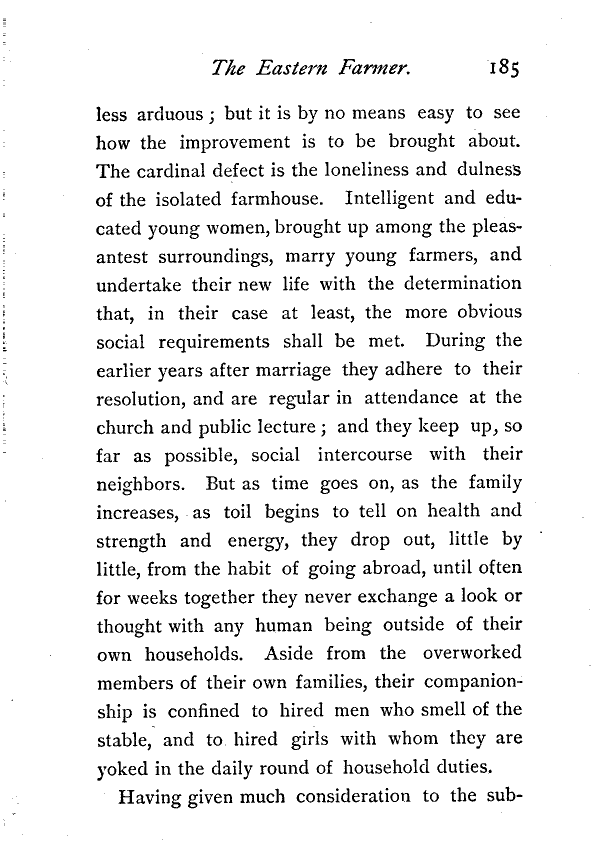 The Eastern Farmer. 185
less arduous ; but it is by no means easy to see
how the improvement is to be brought about.
The cardinal defect is the loneliness and dulness
of the isolated farmhouse. Intelligent and edu-
cated young women, brought up among the pleas-
antest surroundings, marry young farmers, and
undertake their new life with the determination
that, in their case at least, the more obvious
social requirements shall be met. During the
earlier years after marriage they adhere to their
resolution, and are regular in attendance at the
church and public lecture ; and they keep up, so
far as possible, social intercourse with their
neighbors. But as time goes on, as the family
increases, as toil begins to tell on health and
strength and energy, they drop out, little by
little, from the habit of going abroad, until often
for weeks together they never exchange a look or
thought with any human being outside of their
own households. Aside from the overworked
members of their own families, their companion-
ship is confined to hired men who smell of the
stable, and to hired girls with whom they are
yoked in the daily round of household duties.
Having given much consideration to the sub-